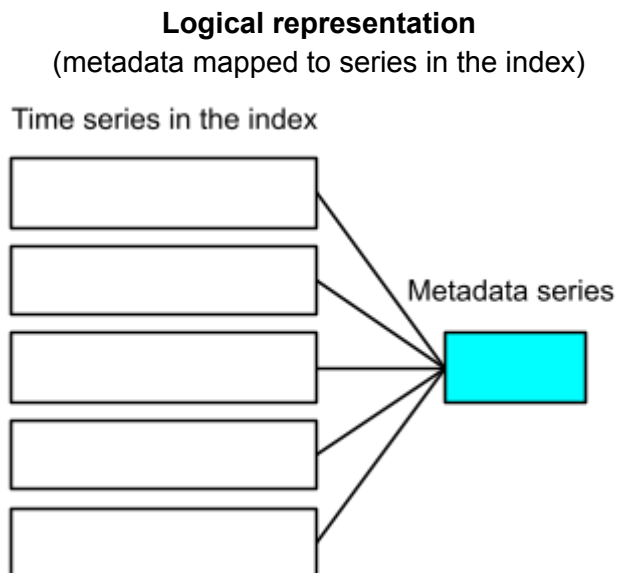 Logical representation
(metadata mapped to series in the index)
Time series in the index
Metadata series